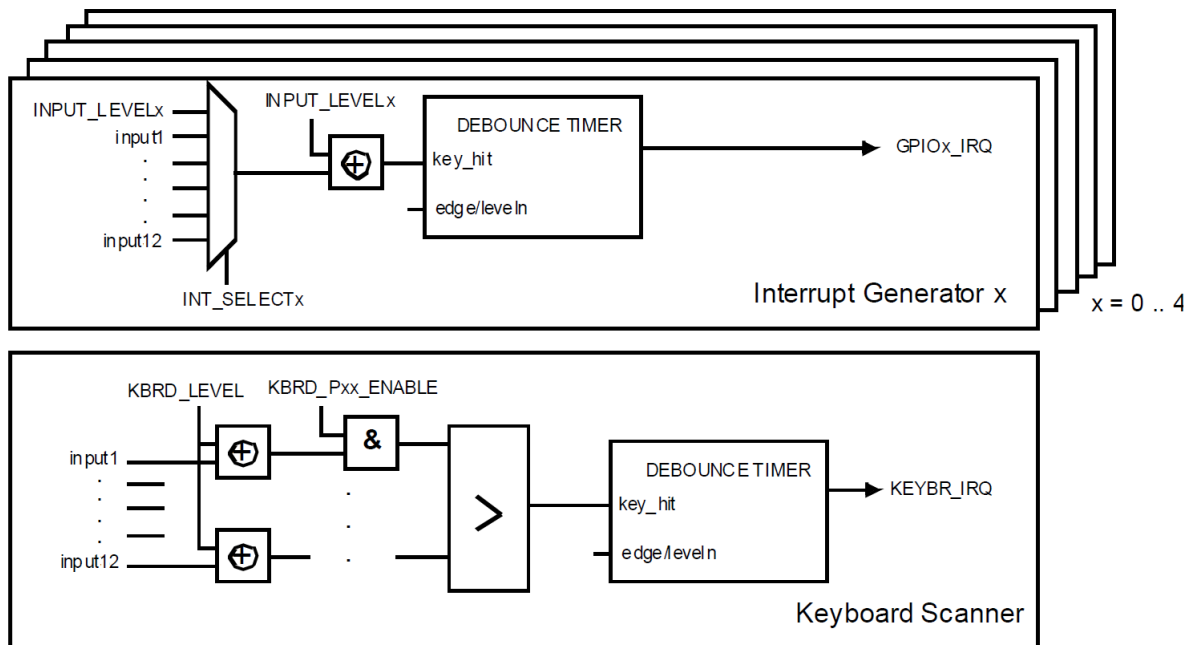 INPUT_LEVELx
INPUT_LEVELx
input1
.
.
.
.
input12
INT_SELECTx
+
DEBOUNCE TIMER
key_hit
edge/leveln
GPIOx_IRQ
Interrupt Generator x
x = 0 .. 4
KBRD_LEVEL
KBRD_Pxx_ENABLE
input1
.
.
.
.
input12
+
+
&
.
.
.
>
DEBOUNCE TIMER
key_hit
edge/leveln
KEYBR_IRQ
Keyboard Scanner